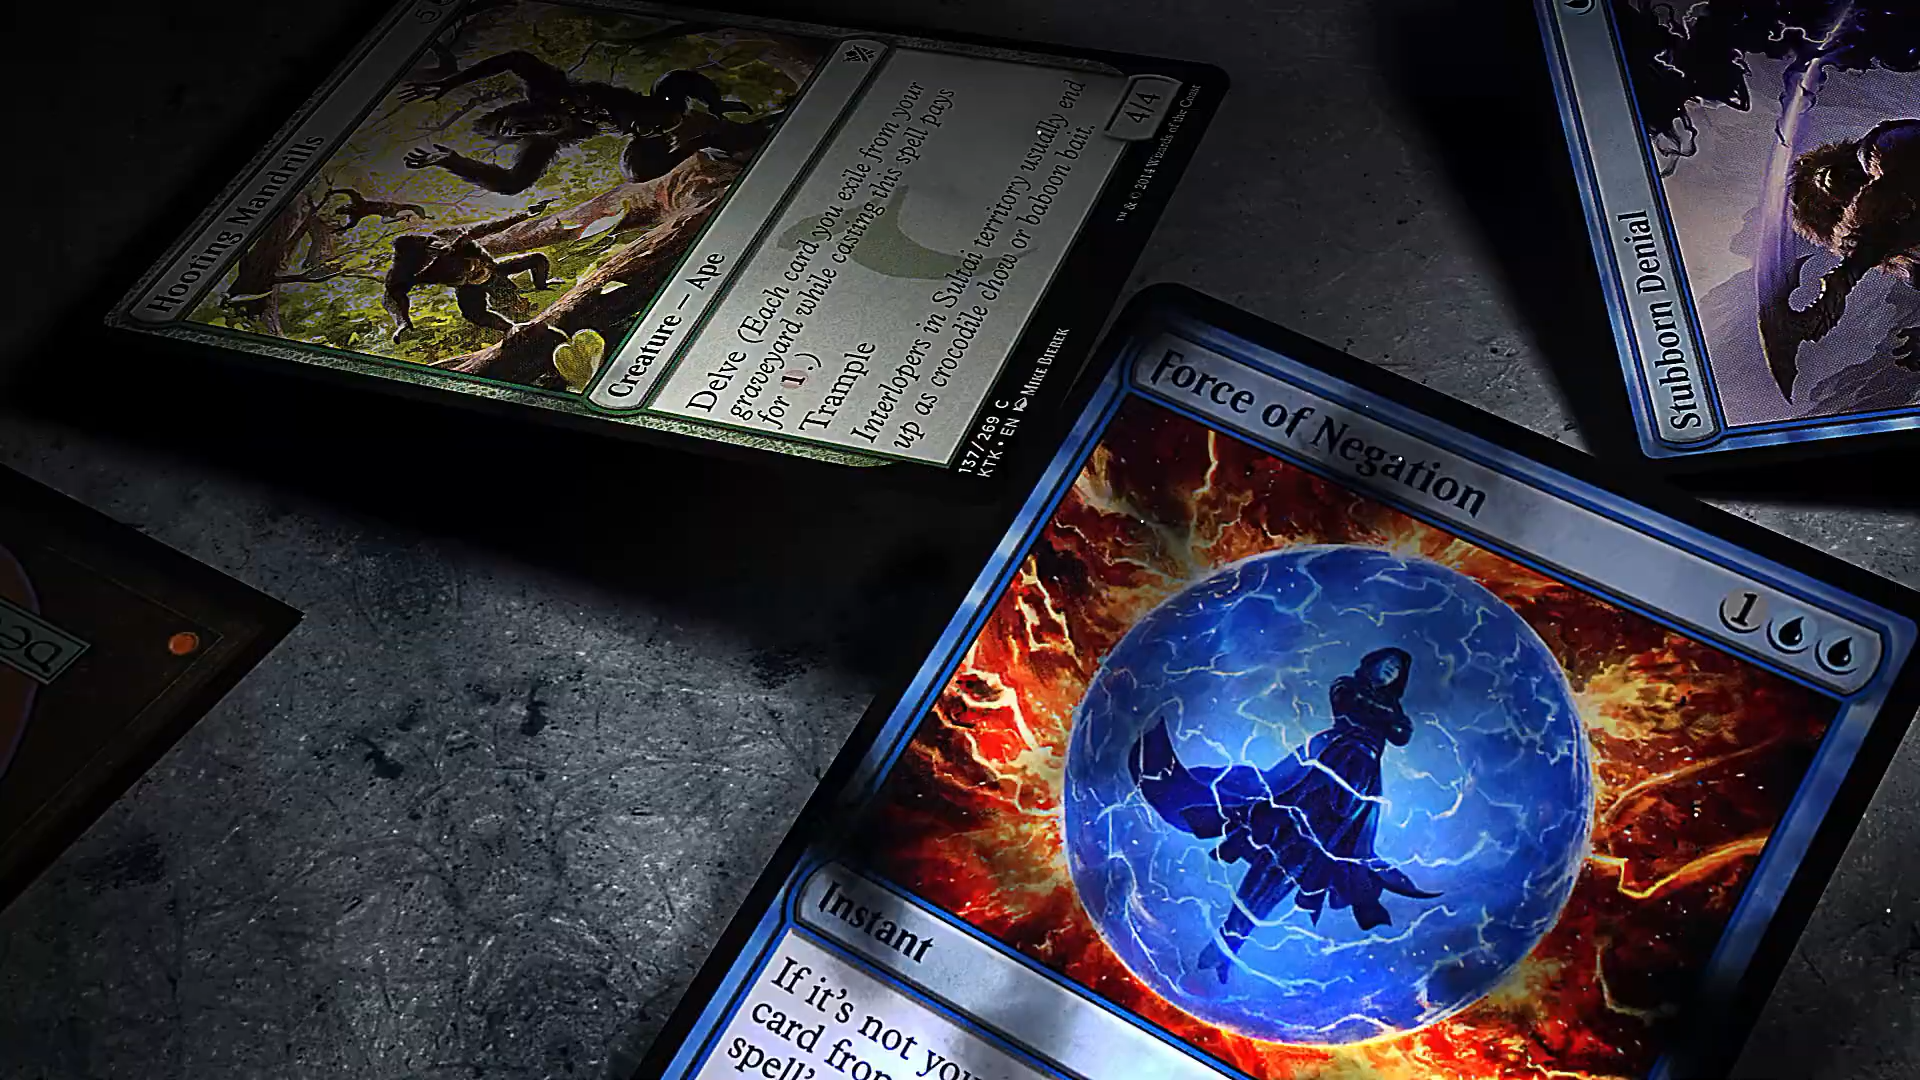 Hooting Mandrills
Creature — Ape
Delve (Each card you exile from your
graveyard while casting this spell pays
for 1.)
Trample
Interlopers in Sultai territory usually end
up as crocodile chow or baboon bait.
4/4
137/269 C
KTK • EN MIKE BIEREK
™ & © 2014 Wizards of the Coast
Stubborn Denial
Force of Negation
1
Instant
If it's not you
card from
spell'